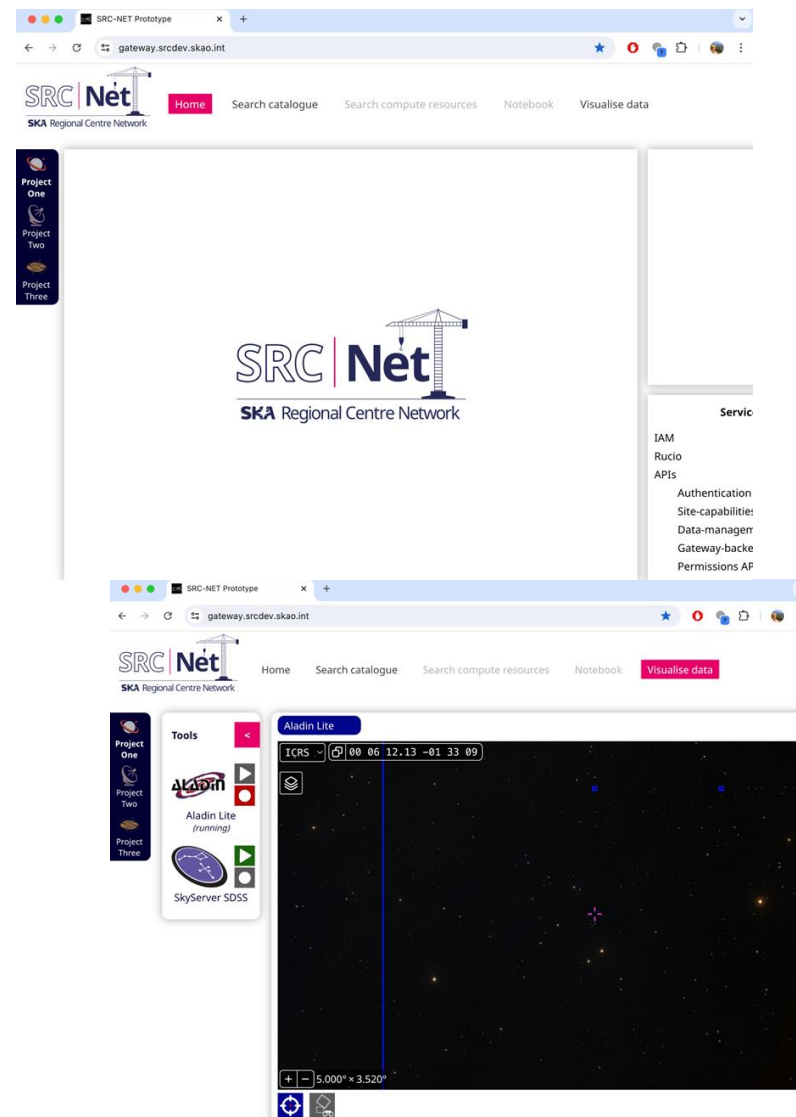 SRC-NET Prototype
gateway.srcdev.skao.int
SRC Net
SKA Regional Centre Network
Home Search catalogue Search compute resources Notebook Visualise data
Project
One
Project
Two
Project
Three
SRC Net
SKA Regional Centre Network
Servic
IAM
Rucio
APIs
Authentication
Site-capabilities
Data-managem
Gateway-backe
Permissions AP
SRC-NET Prototype
gateway.srcdev.skao.int
SRC Net
SKA Regional Centre Network
Home Search catalogue Search compute resources Notebook Visualise data
Project
One
Project
Two
Project
Three
Tools <
ALADIN
Aladin Lite
(running)
SkyServer SDSS
Aladin Lite
ICRS 00 06 12.13 -01 33 09
+ - 5.000° × 3.520°